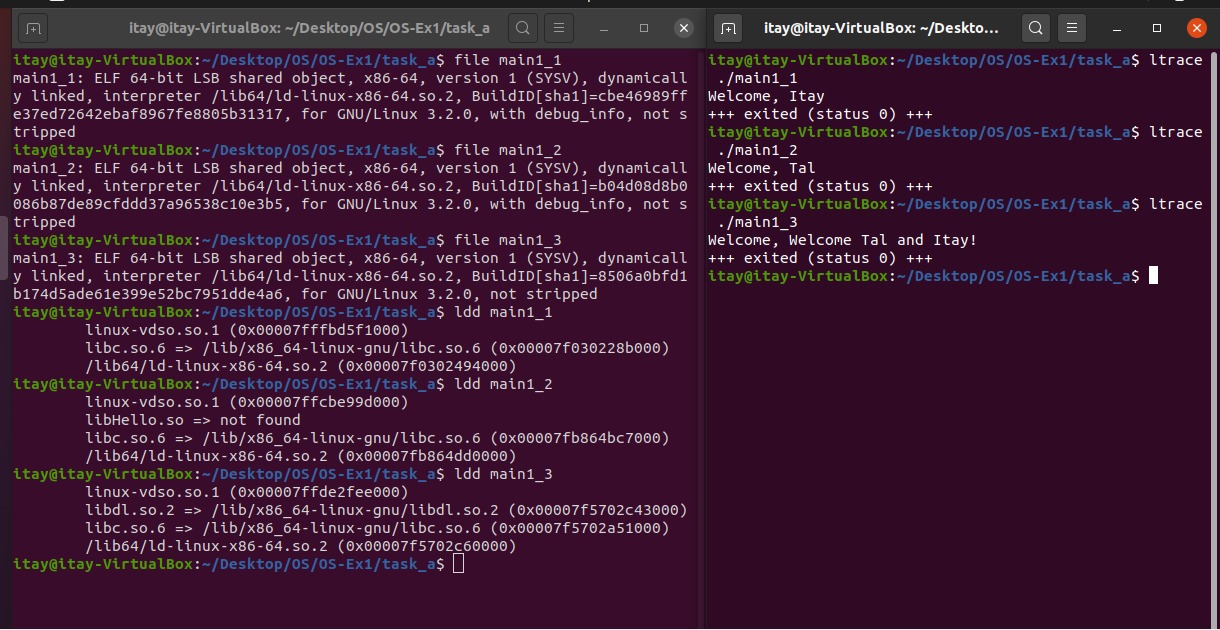 itay@itay-VirtualBox: ~/Desktop/OS/OS-Ex1/task_a
itay@itay-VirtualBox:~/Desktop/OS/OS-Ex1/task_a$ file main1_1
main1_1: ELF 64-bit LSB shared object, x86-64, version 1 (SYSV), dynamicall
y linked, interpreter /lib64/ld-linux-x86-64.so.2, BuildID[sha1]=cbe46989ff
e37ed72642ebaf8967fe8805b31317, for GNU/Linux 3.2.0, with debug_info, not s
tripped
itay@itay-VirtualBox:~/Desktop/OS/OS-Ex1/task_a$ file main1_2
main1_2: ELF 64-bit LSB shared object, x86-64, version 1 (SYSV), dynamicall
y linked, interpreter /lib64/ld-linux-x86-64.so.2, BuildID[sha1]=b04d08d8b0
086b87de89cfddd37a96538c10e3b5, for GNU/Linux 3.2.0, with debug_info, not s
tripped
itay@itay-VirtualBox:~/Desktop/OS/OS-Ex1/task_a$ file main1_3
main1_3: ELF 64-bit LSB shared object, x86-64, version 1 (SYSV), dynamicall
y linked, interpreter /lib64/ld-linux-x86-64.so.2, BuildID[sha1]=8506a0bfd1
b174d5ade61e399e52bc7951dde4a6, for GNU/Linux 3.2.0, not stripped
itay@itay-VirtualBox:~/Desktop/OS/OS-Ex1/task_a$ ldd main1_1
linux-vdso.so.1 (0x00007fffbd5f1000)
libc.so.6 => /lib/x86_64-linux-gnu/libc.so.6 (0x00007f030228b000)
/lib64/ld-linux-x86-64.so.2 (0x00007f0302494000)
itay@itay-VirtualBox:~/Desktop/OS/OS-Ex1/task_a$ ldd main1_2
linux-vdso.so.1 (0x00007ffcbe99d000)
libHello.so => not found
libc.so.6 => /lib/x86_64-linux-gnu/libc.so.6 (0x00007fb864bc7000)
/lib64/ld-linux-x86-64.so.2 (0x00007fb864dd0000)
itay@itay-VirtualBox:~/Desktop/OS/OS-Ex1/task_a$ ldd main1_3
linux-vdso.so.1 (0x00007ffde2fee000)
libdl.so.2 => /lib/x86_64-linux-gnu/libdl.so.2 (0x00007f5702c43000)
libc.so.6 => /lib/x86_64-linux-gnu/libc.so.6 (0x00007f5702a51000)
/lib64/ld-linux-x86-64.so.2 (0x00007f5702c60000)
itay@itay-VirtualBox:~/Desktop/OS/OS-Ex1/task_a$
itay@itay-VirtualBox: ~/Deskto...
itay@itay-VirtualBox:~/Desktop/OS/OS-Ex1/task_a$ ltrace
./main1_1
Welcome, Itay
+++ exited (status 0) +++
itay@itay-VirtualBox:~/Desktop/OS/OS-Ex1/task_a$ ltrace
./main1_2
Welcome, Tal
+++ exited (status 0) +++
itay@itay-VirtualBox:~/Desktop/OS/OS-Ex1/task_a$ ltrace
./main1_3
Welcome, Welcome Tal and Itay!
+++ exited (status 0) +++
itay@itay-VirtualBox:~/Desktop/OS/OS-Ex1/task_a$